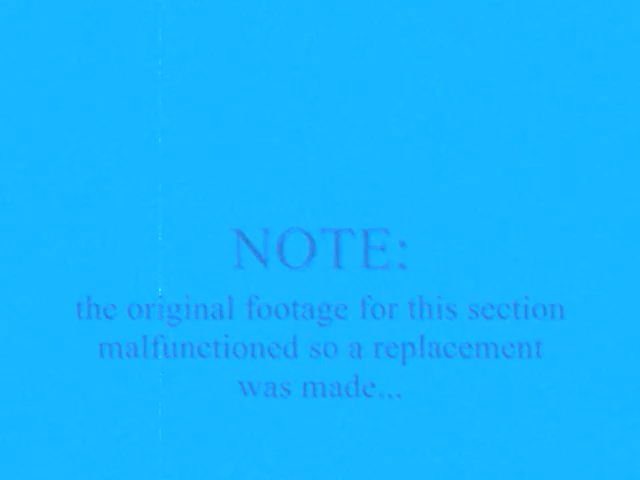 NOTE:
the original footage for this section
malfunctioned so a replacement
was made...